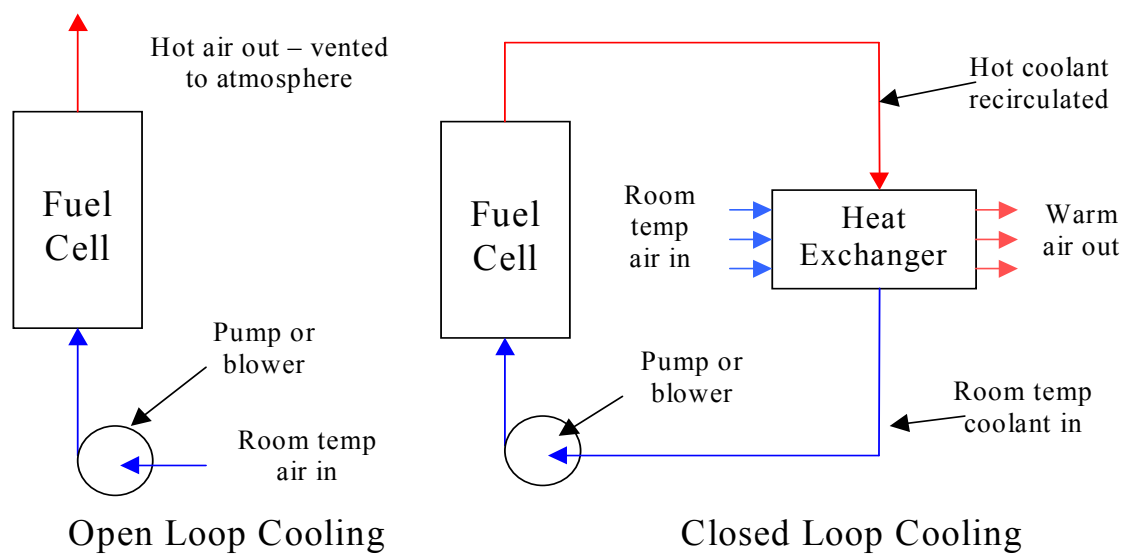 Hot air out – vented
to atmosphere
Fuel
Cell
Pump or
blower
Room temp
air in
Open Loop Cooling
Hot coolant
recirculated
Fuel
Cell
Room
temp
air in
Heat
Exchanger
Warm
air out
Pump or
blower
Room temp
coolant in
Closed Loop Cooling